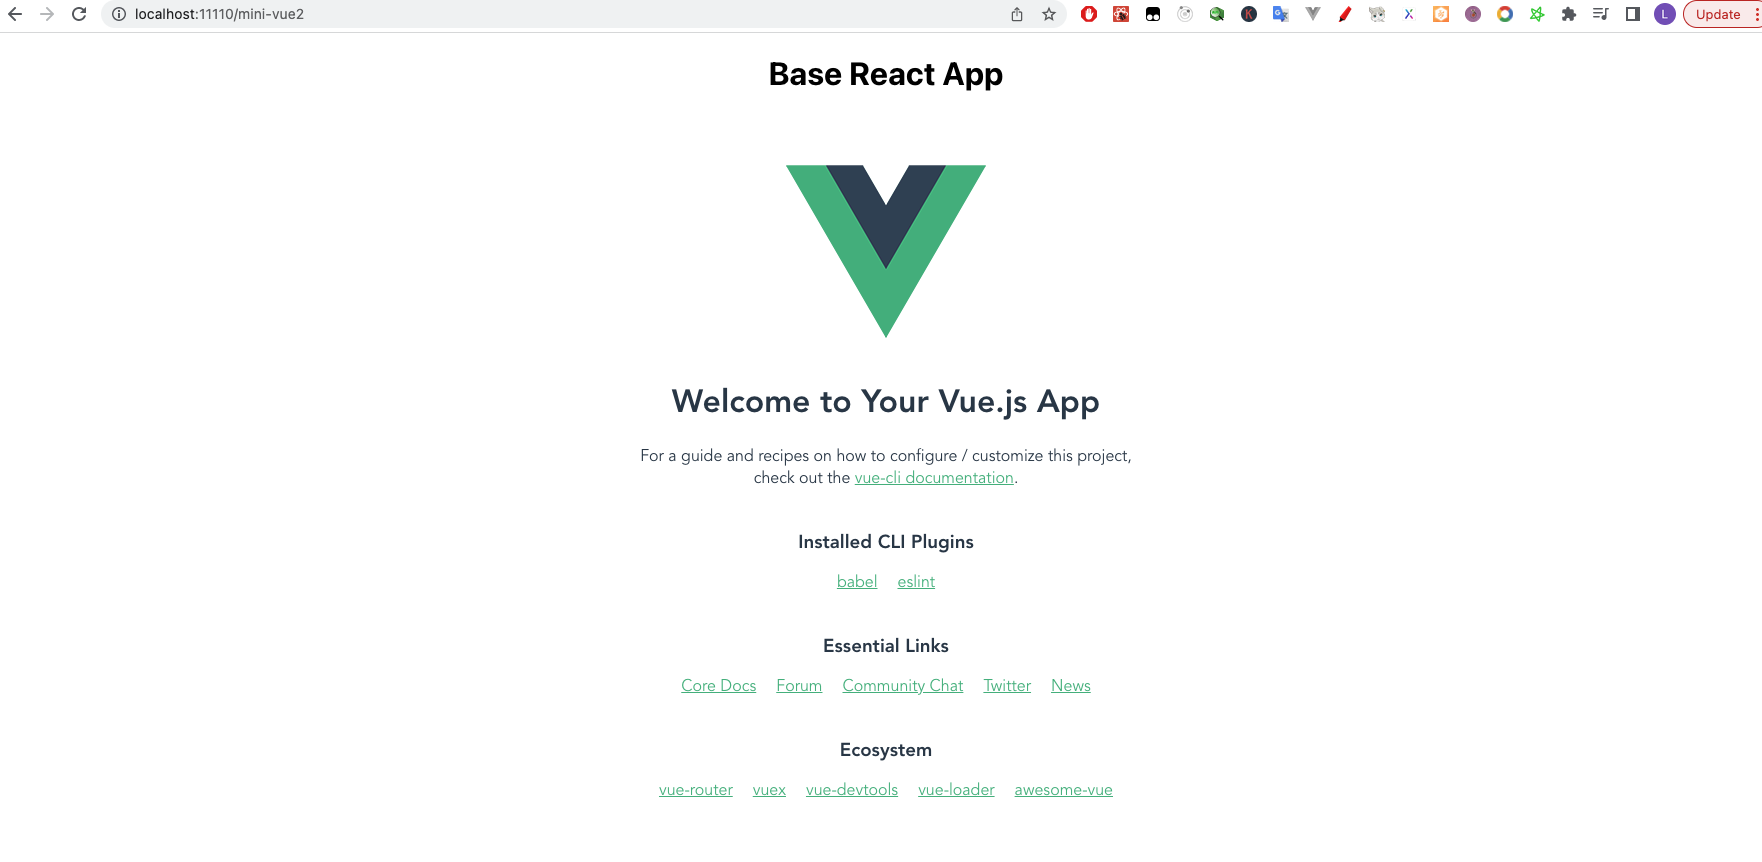 localhost:11110/mini-vue2
L
Update
Base React App
Welcome to Your Vue.js App
For a guide and recipes on how to configure / customize this project,
check out the vue-cli documentation.
Installed CLI Plugins
babel eslint
Essential Links
Core Docs Forum Community Chat Twitter News
Ecosystem
vue-router vuex vue-devtools vue-loader awesome-vue